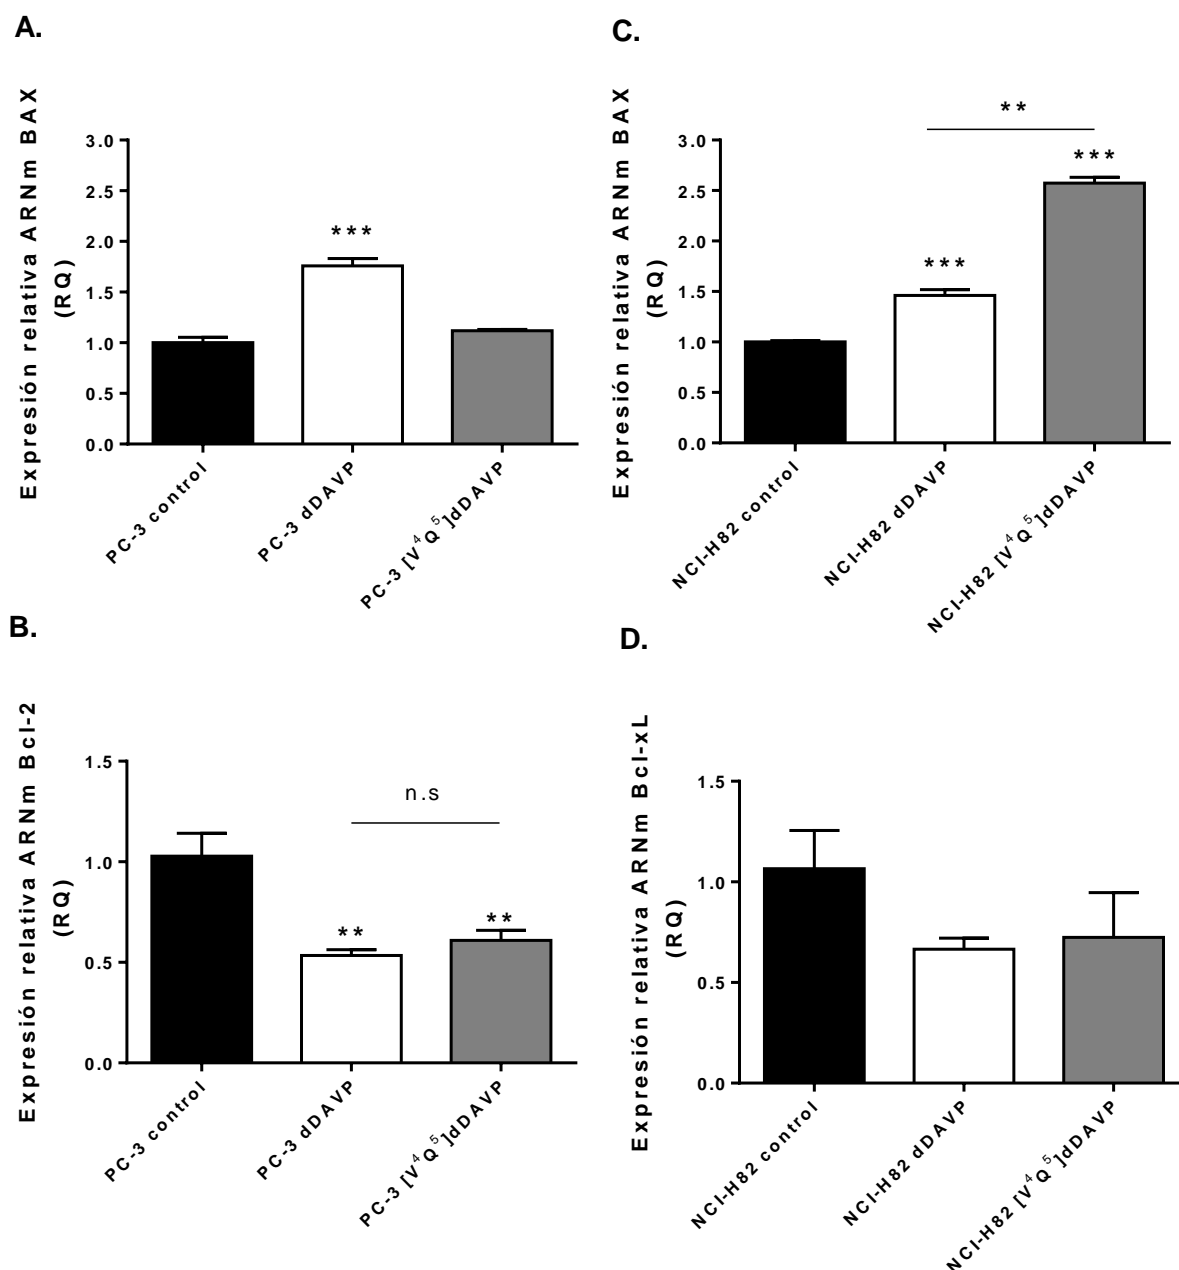 A.
Expresión relativa ARNm BAX
(RQ)
3.0
2.5
2.0
1.5
1.0
0.5
0.0
***
PC-3 control
PC-3 dDAVP
PC-3 [V⁴Q⁵]dDAVP
C.
Expresión relativa ARNm BAX
(RQ)
3.0
2.5
2.0
1.5
1.0
0.5
0.0
**
***
***
NCI-H82 control
NCI-H82 dDAVP
NCI-H82 [V⁴Q⁵]dDAVP
B.
Expresión relativa ARNm Bcl-2
(RQ)
1.5
1.0
0.5
0.0
n.s
**
**
PC-3 control
PC-3 dDAVP
PC-3 [V⁴Q⁵]dDAVP
D.
Expresión relativa ARNm Bcl-xL
(RQ)
1.5
1.0
0.5
0.0
NCI-H82 control
NCI-H82 dDAVP
NCI-H82 [V⁴Q⁵]dDAVP